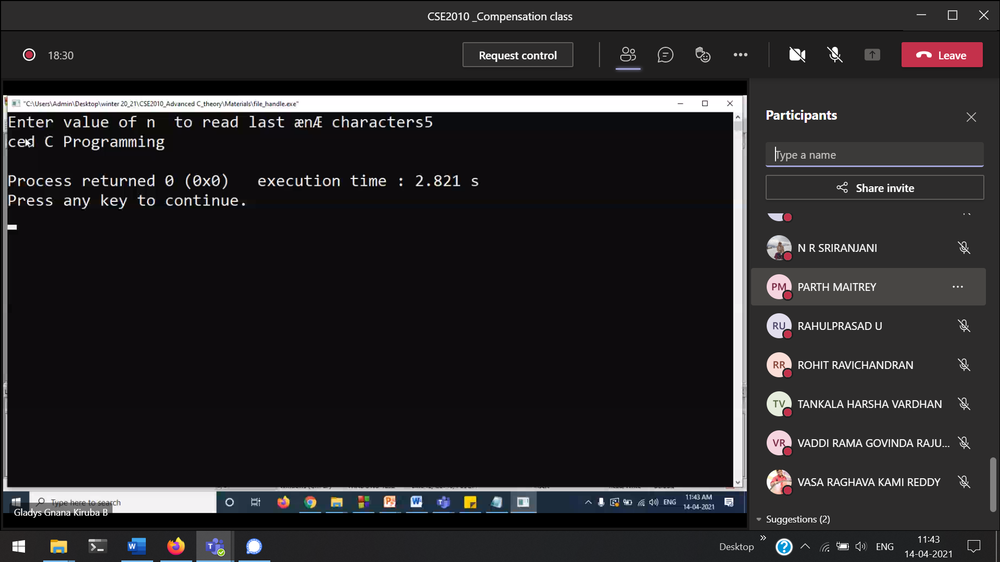 CSE2010 _Compensation class
18:30
Request control
Leave
"C:\Users\Admin\Desktop\winter 20_21\CSE2010_Advanced C_theory\Materials\file_handle.exe"
Enter value of n  to read last ænÆ characters5
ced C Programming
Process returned 0 (0x0)   execution time : 2.821 s
Press any key to continue.
Type here to search
ENG
11:43 AM
14-04-2021
Gladys Gnana Kiruba B
Participants
Type a name
Share invite
N R SRIRANJANI
PM PARTH MAITREY
RU RAHULPRASAD U
RR ROHIT RAVICHANDRAN
TV TANKALA HARSHA VARDHAN
VR VADDI RAMA GOVINDA RAJU...
VASA RAGHAVA KAMI REDDY
Suggestions (2)
Desktop
ENG
11:43
14-04-2021